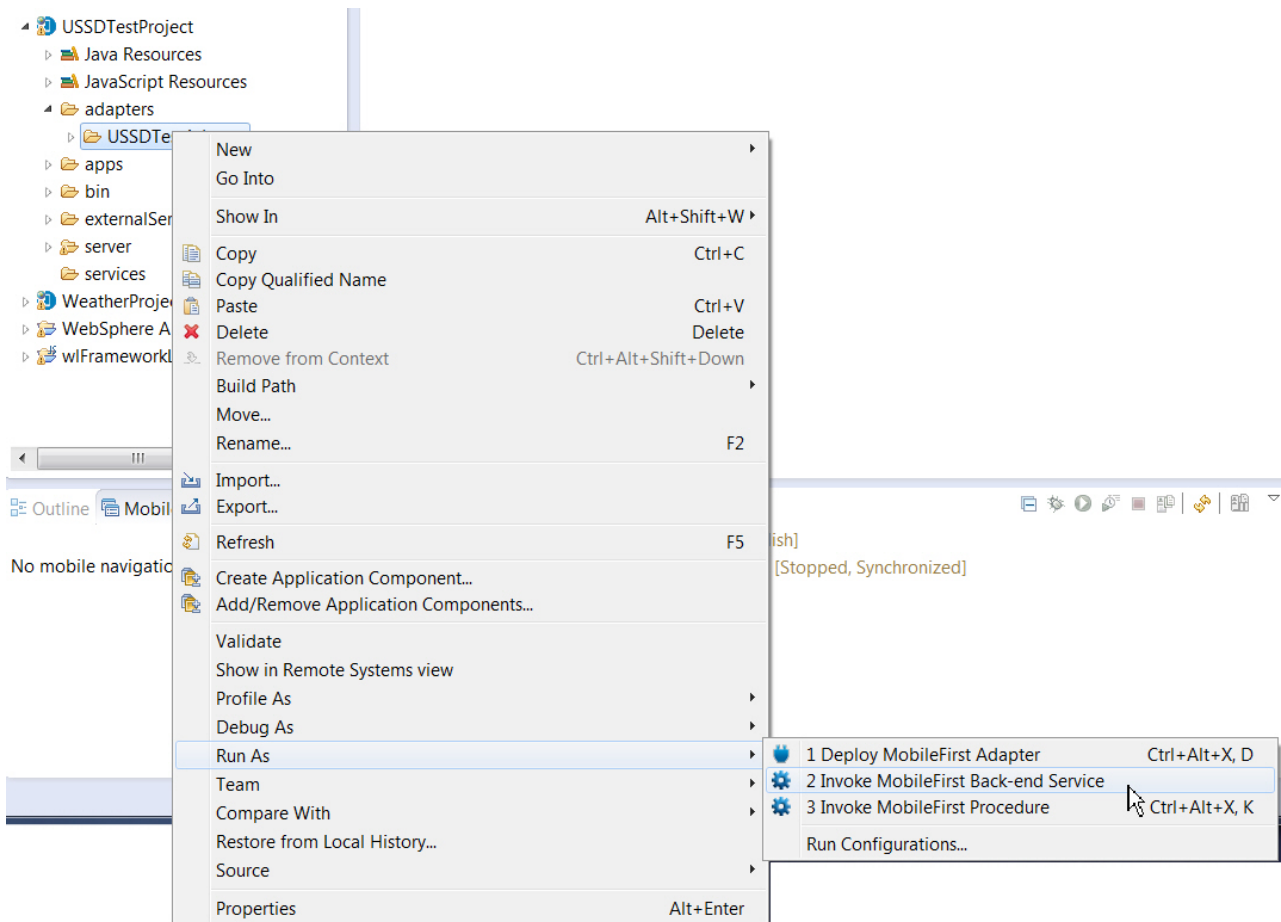 USSDTestProject
Java Resources
JavaScript Resources
adapters
apps
bin
server
services
New
Go Into
Show In Alt+Shift+W
Copy Ctrl+C
Copy Qualified Name
Paste Ctrl+V
Delete Delete
Remove from Context Ctrl+Alt+Shift+Down
Build Path
Move...
Rename... F2
Import...
Export...
Refresh F5
Create Application Component...
Add/Remove Application Components...
Validate
Show in Remote Systems view
Profile As
Debug As
Run As
Team
Compare With
Restore from Local History...
Source
Properties Alt+Enter
Outline
No mobile
[Stopped, Synchronized]
1 Deploy MobileFirst Adapter Ctrl+Alt+X, D
2 Invoke MobileFirst Back-end Service
3 Invoke MobileFirst Procedure Ctrl+Alt+X, K
Run Configurations...